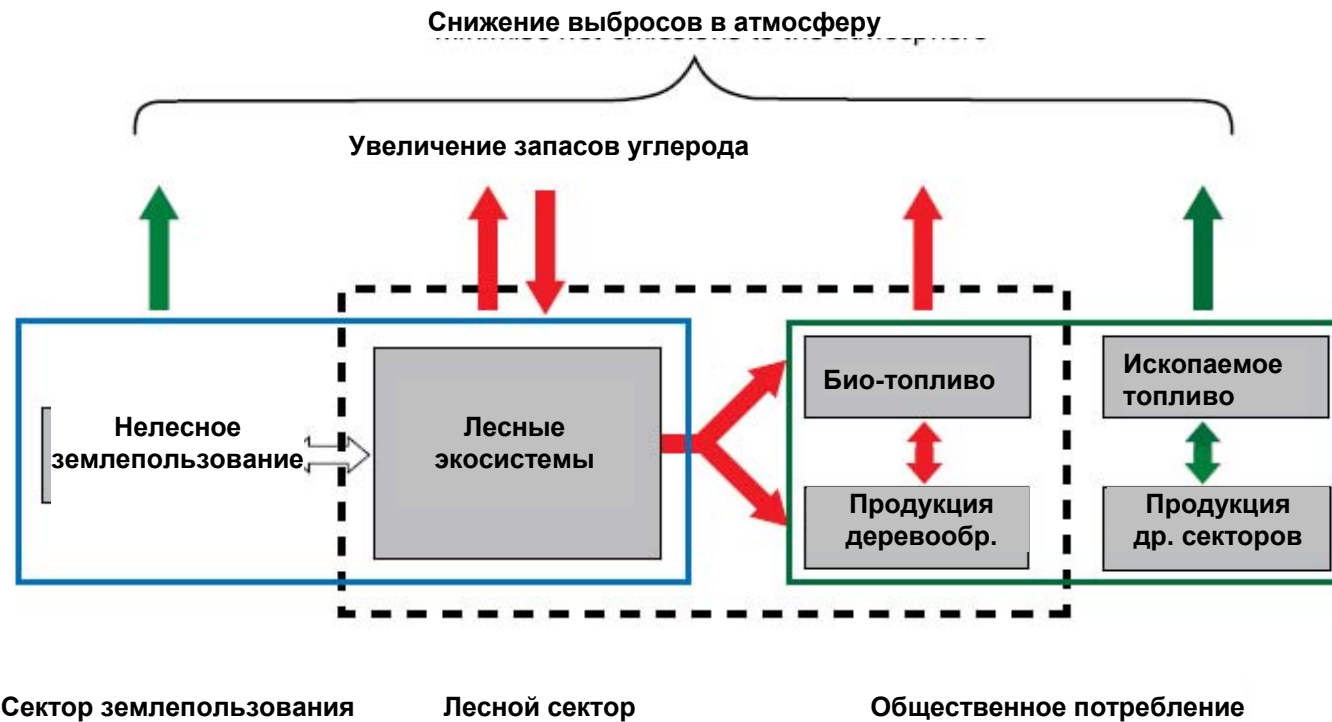 Снижение выбросов в атмосферу
Увеличение запасов углерода
Нелесное
землепользование
Лесные
экосистемы
Био-топливо
Ископаемое
топливо
Продукция
деревообр.
Продукция
др. секторов
Сектор землепользования
Лесной сектор
Общественное потребление